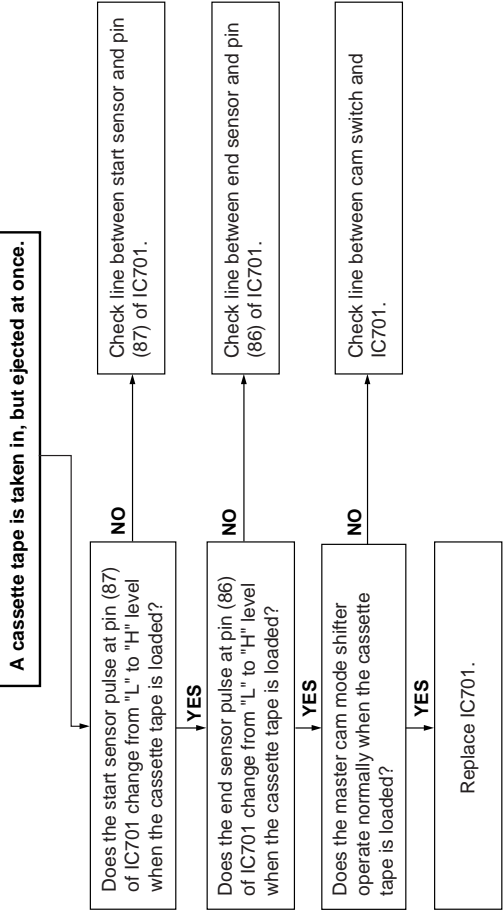 A cassette tape is taken in, but ejected at once.
Does the start sensor pulse at pin (87)
of IC701 change from "L" to "H" level
when the cassette tape is loaded?
NO
Check line between start sensor and pin
(87) of IC701.
YES
Does the end sensor pulse at pin (86)
of IC701 change from "L" to "H" level
when the cassette tape is loaded?
NO
Check line between end sensor and pin
(86) of IC701.
YES
Does the master cam mode shifter
operate normally when the cassette
tape is loaded?
NO
Check line between cam switch and
IC701.
YES
Replace IC701.